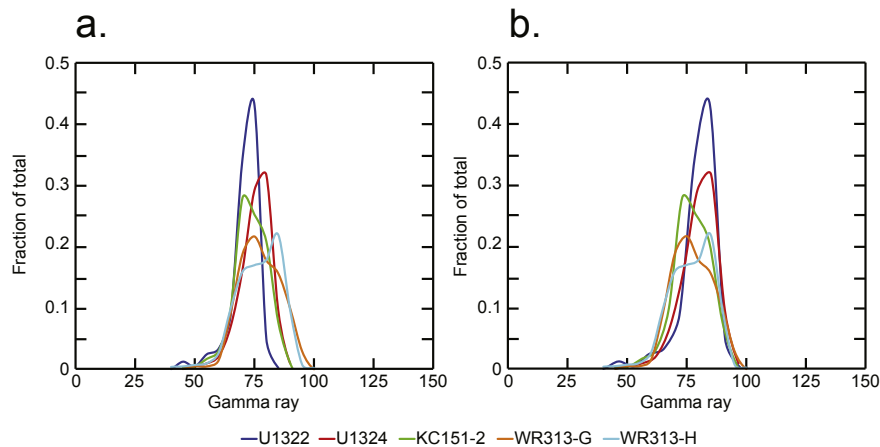 a.
0.5
0.4
0.3
0.2
0.1
0
Fraction of total
0 25 50 75 100 125 150
Gamma ray
b.
0.5
0.4
0.3
0.2
0.1
0
Fraction of total
0 25 50 75 100 125 150
Gamma ray
U1322 U1324 KC151-2 WR313-G WR313-H